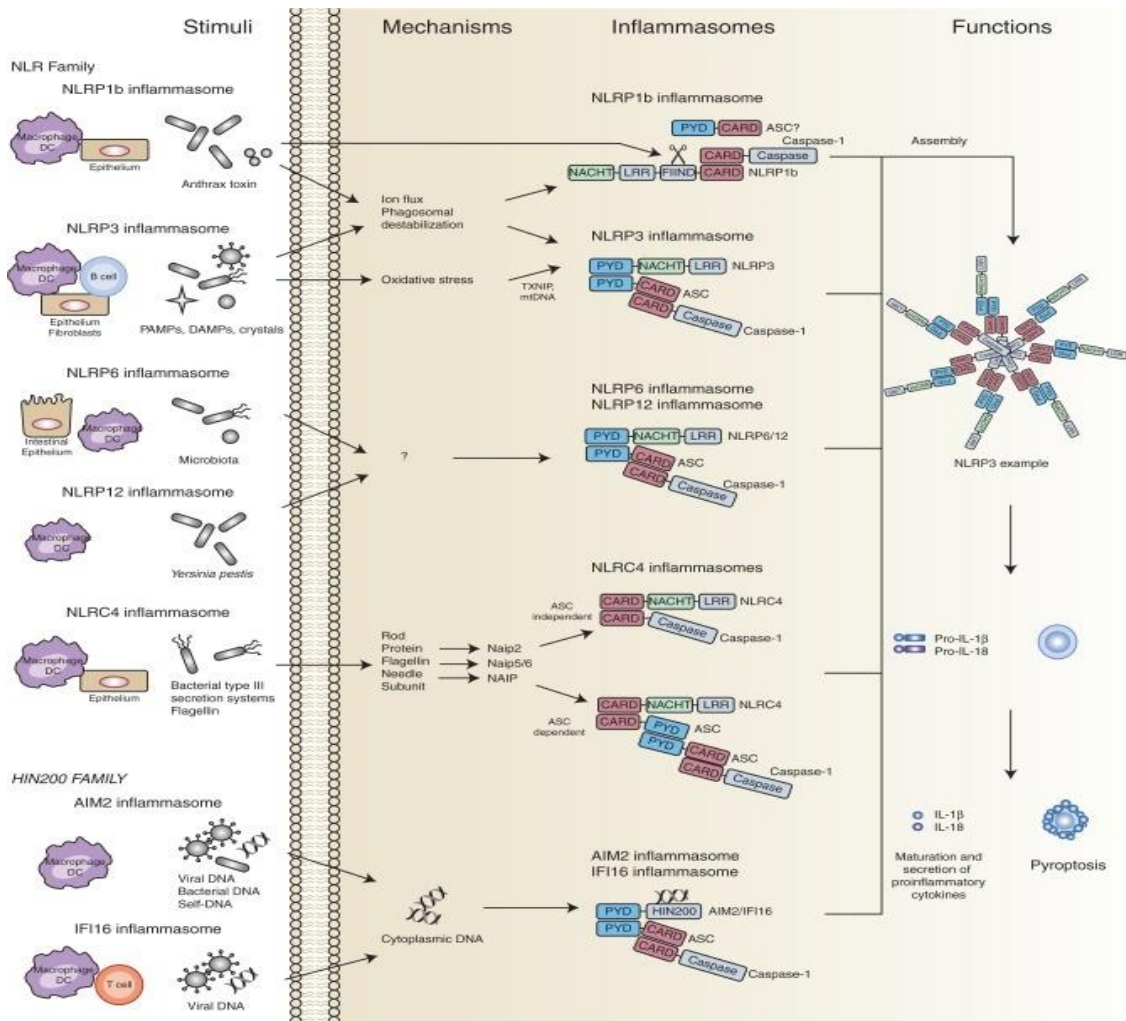 Stimuli
Mechanisms
Inflammasomes
Functions
NLR Family
NLRP1b inflammasome
Macrophage
DC
Epithelium
Anthrax toxin
NLRP3 inflammasome
Macrophage
DC
B cell
Epithelium
Fibroblasts
PAMPs, DAMPs, crystals
NLRP6 inflammasome
Intestinal
Epithelium
Macrophage
DC
Microbiota
NLRP12 inflammasome
Macrophage
DC
Yersinia pestis
NLRC4 inflammasome
Macrophage
DC
Epithelium
Bacterial type III
secretion systems
Flagellin
HIN200 FAMILY
AIM2 inflammasome
Macrophage
DC
Viral DNA
Bacterial DNA
Self-DNA
IFI16 inflammasome
Macrophage
DC
T cell
Viral DNA
Ion flux
Phagosomal
destabilization
Oxidative stress
TXNIP,
mtDNA
?
Rod
Protein
Flagellin
Needle
Subunit
Naip2
Naip5/6
NAIP
Cytoplasmic DNA
NLRP1b inflammasome
PYD CARD ASC?
Caspase-1
CARD Caspase
NACHT LRR FIIND CARD NLRP1b
NLRP3 inflammasome
PYD NACHT LRR NLRP3
PYD CARD ASC
CARD Caspase Caspase-1
NLRP6 inflammasome
NLRP12 inflammasome
PYD NACHT LRR NLRP6/12
PYD CARD ASC
CARD Caspase Caspase-1
NLRC4 inflammasomes
ASC
independent
CARD NACHT LRR NLRC4
CARD Caspase Caspase-1
ASC
dependent
CARD NACHT LRR NLRC4
CARD PYD ASC
PYD CARD ASC
CARD Caspase Caspase-1
AIM2 inflammasome
IFI16 inflammasome
PYD HIN200 AIM2/IFI16
PYD CARD ASC
CARD Caspase Caspase-1
Assembly
NLRP3 example
Pro-IL-1β
Pro-IL-18
IL-1β
IL-18
Maturation and
secretion of
proinflammatory
cytokines
Pyroptosis